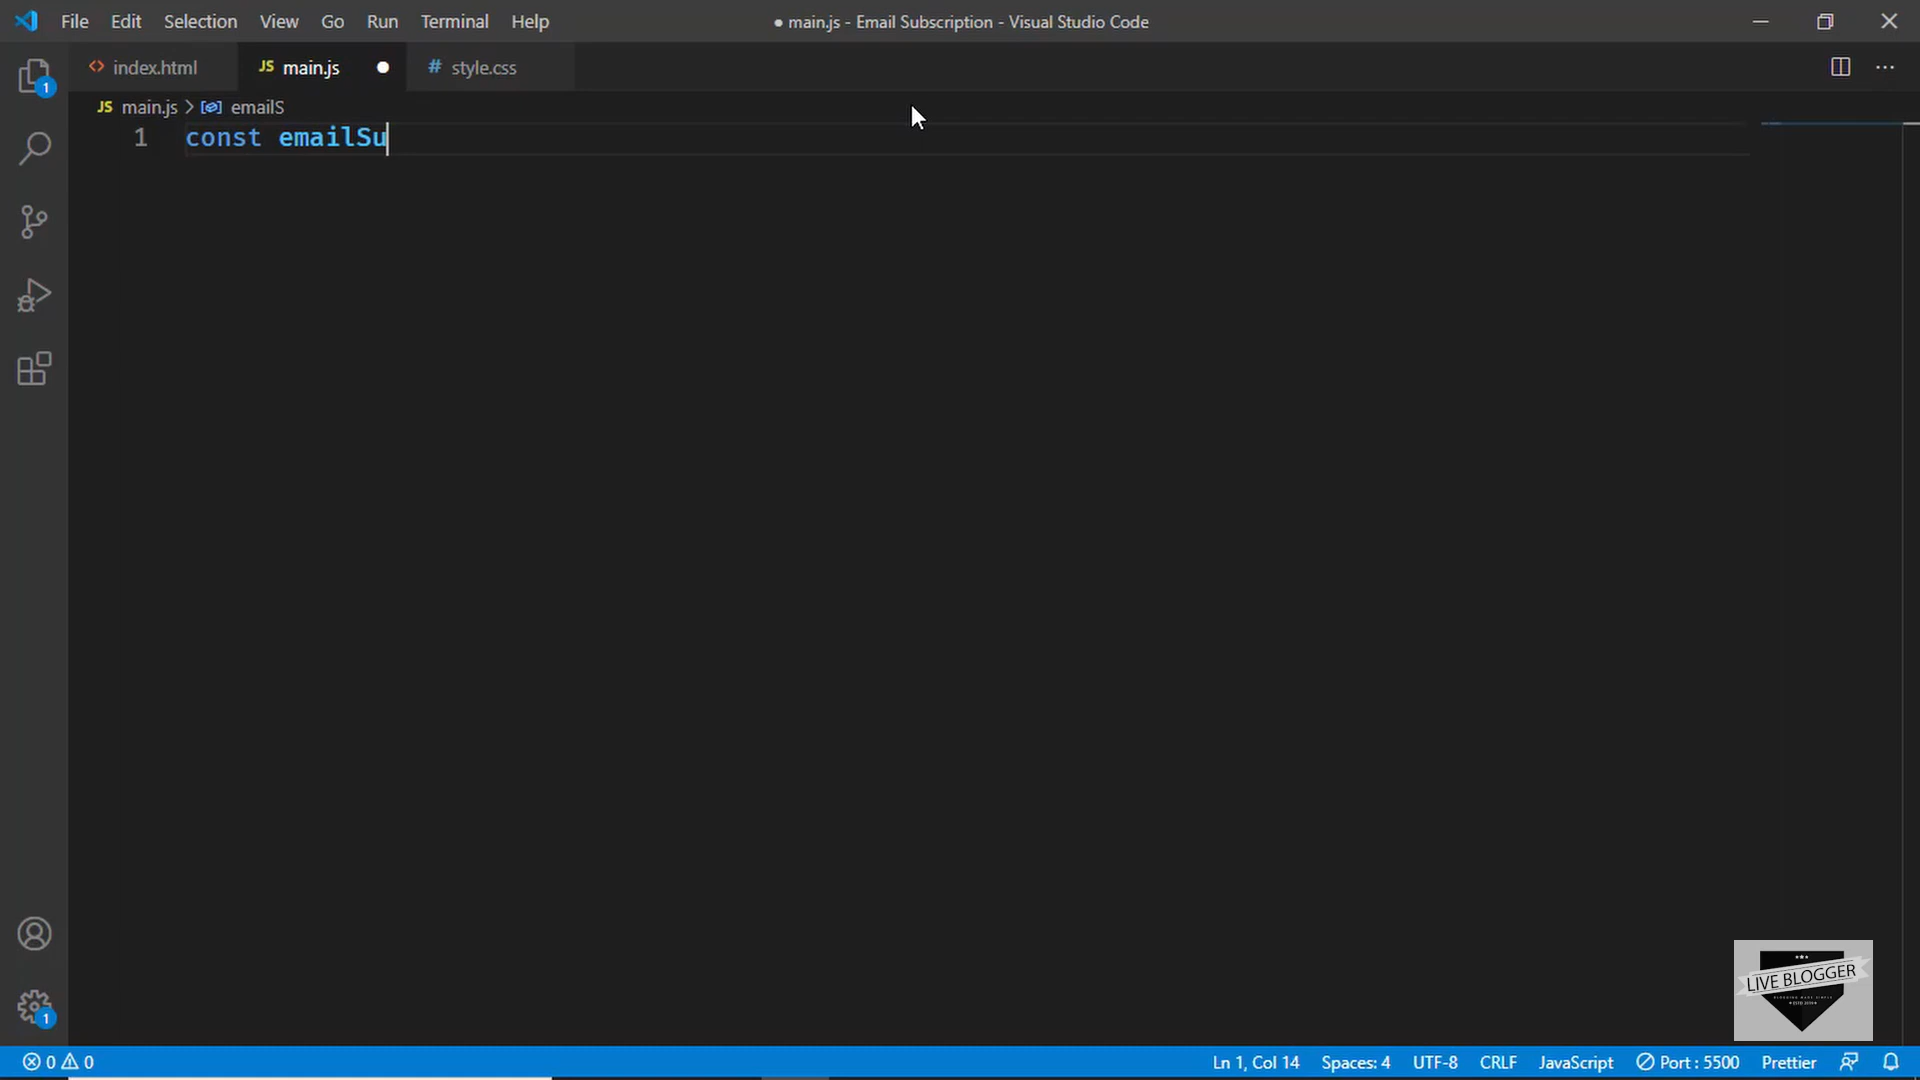 File Edit Selection View Go Run Terminal Help
● main.js - Email Subscription - Visual Studio Code
index.html
JS main.js
# style.css
JS main.js > emailS
1 const emailSu
LIVE BLOGGER
0 0
Ln 1, Col 14 Spaces: 4 UTF-8 CRLF JavaScript Port : 5500 Prettier
1
1